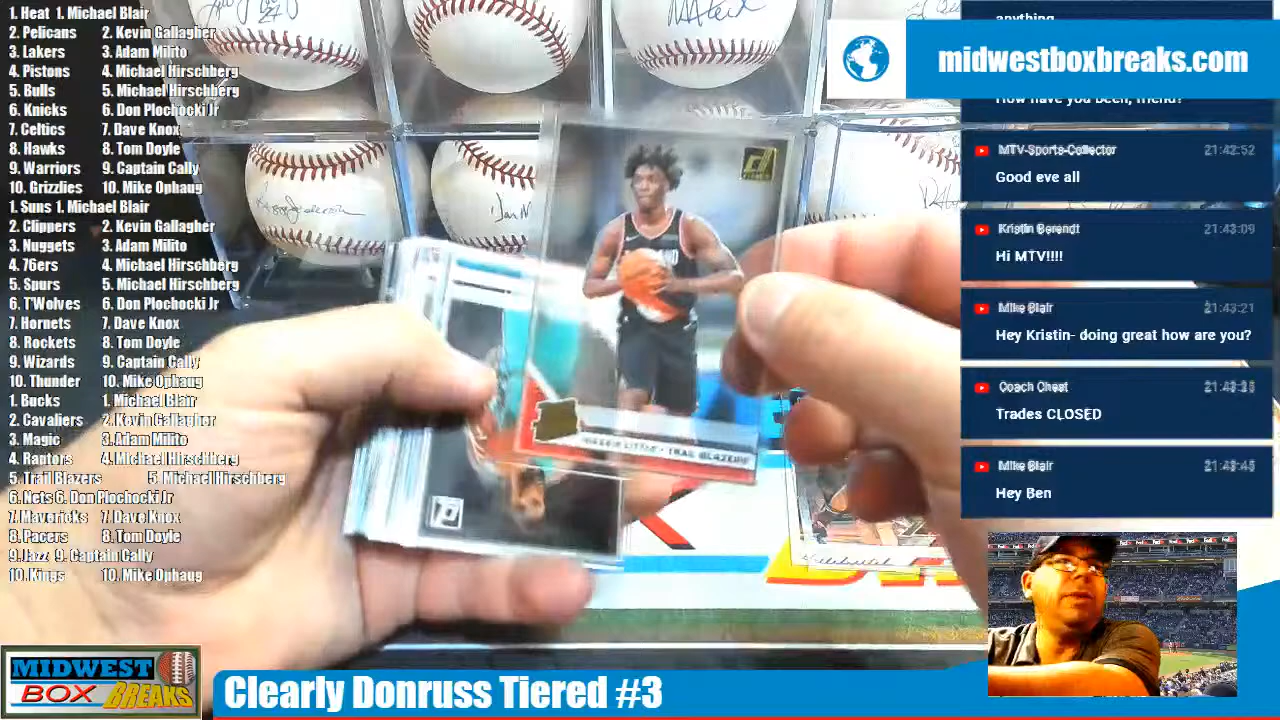 1. Heat 1. Michael Blair
2. Pelicans 2. Kevin Gallagher
3. Lakers 3. Adam Milito
4. Pistons 4. Michael Hirschberg
5. Bulls 5. Michael Hirschberg
6. Knicks 6. Don Plochocki Jr
7. Celtics 7. Dave Knox
8. Hawks 8. Tom Doyle
9. Warriors 9. Captain Cally
10. Grizzlies 10. Mike Ophaug
1. Suns 1. Michael Blair
2. Clippers 2. Kevin Gallagher
3. Nuggets 3. Adam Milito
4. 76ers 4. Michael Hirschberg
5. Spurs 5. Michael Hirschberg
6. T'Wolves 6. Don Plochocki Jr
7. Hornets 7. Dave Knox
8. Rockets 8. Tom Doyle
9. Wizards 9. Captain Cally
10. Thunder 10. Mike Ophaug
1. Bucks 1. Michael Blair
2. Cavaliers 2. Kevin Gallagher
3. Magic 3. Adam Milito
4. Raptors 4. Michael Hirschberg
5. Trail Blazers 5. Michael Hirschberg
6. Nets 6. Don Plochocki Jr
7. Mavericks 7. Dave Knox
8. Pacers 8. Tom Doyle
9. Jazz 9. Captain Cally
10. Kings 10. Mike Ophaug
midwestboxbreaks.com
anything
How have you been, friend?
MTV-Sports-Collector 21:42:52
Good eve all
Kristin Berendt 21:43:09
Hi MTV!!!!
Mike Blair 21:43:21
Hey Kristin- doing great how are you?
Coach Cheat
Trades CLOSED
Mike Blair 21:43:45
Hey Ben
LITTLE • TRAIL BLAZERS
MIDWEST
BOX BREAKS
Clearly Donruss Tiered #3